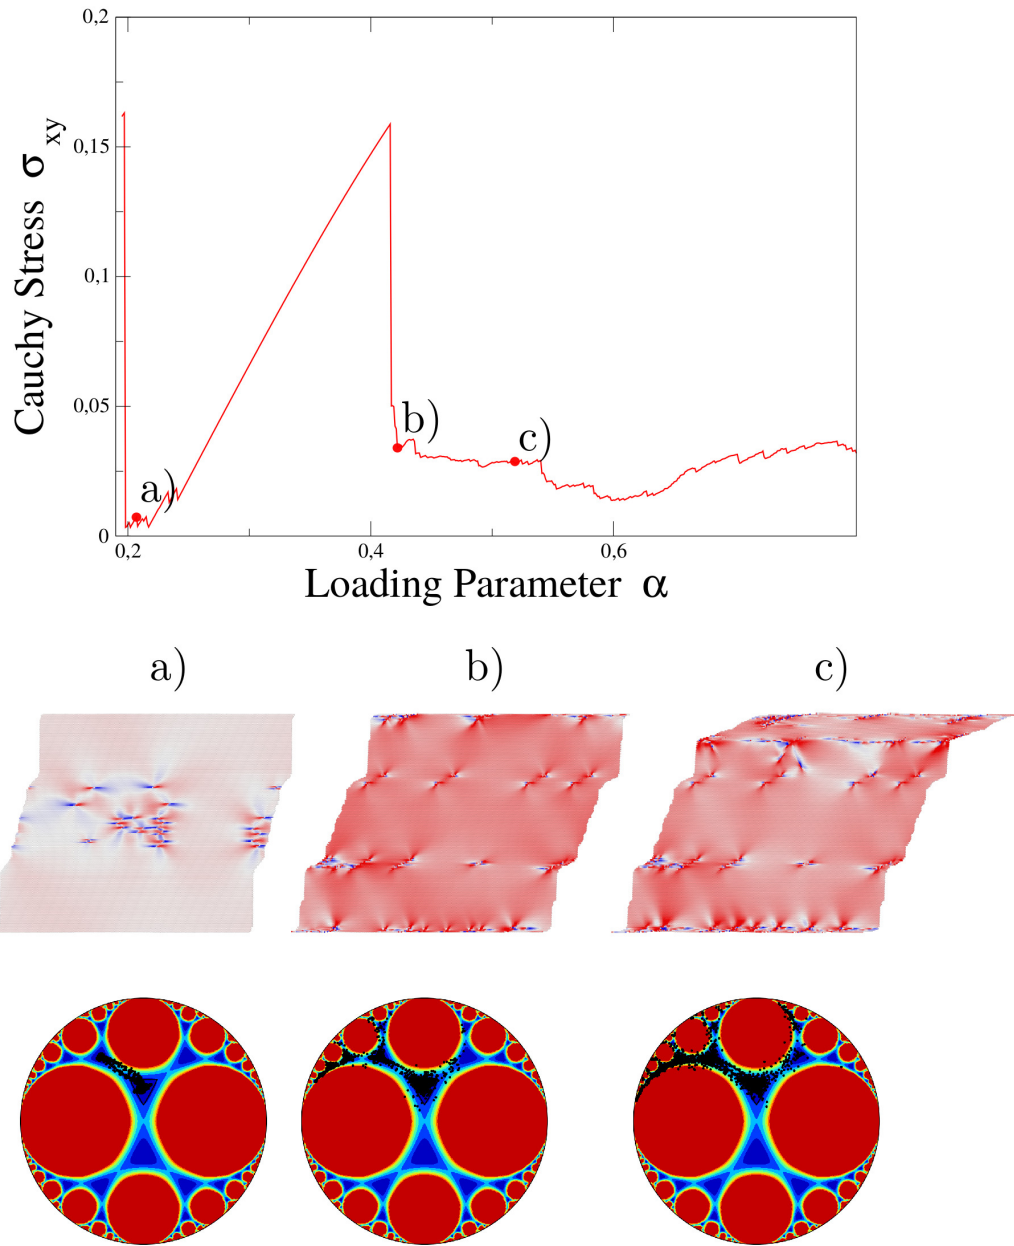 0,2
0,15
0,1
0,05
0
Cauchy Stress σ xy
a)
b)
c)
0,2 0,4 0,6
Loading Parameter α
a) b) c)